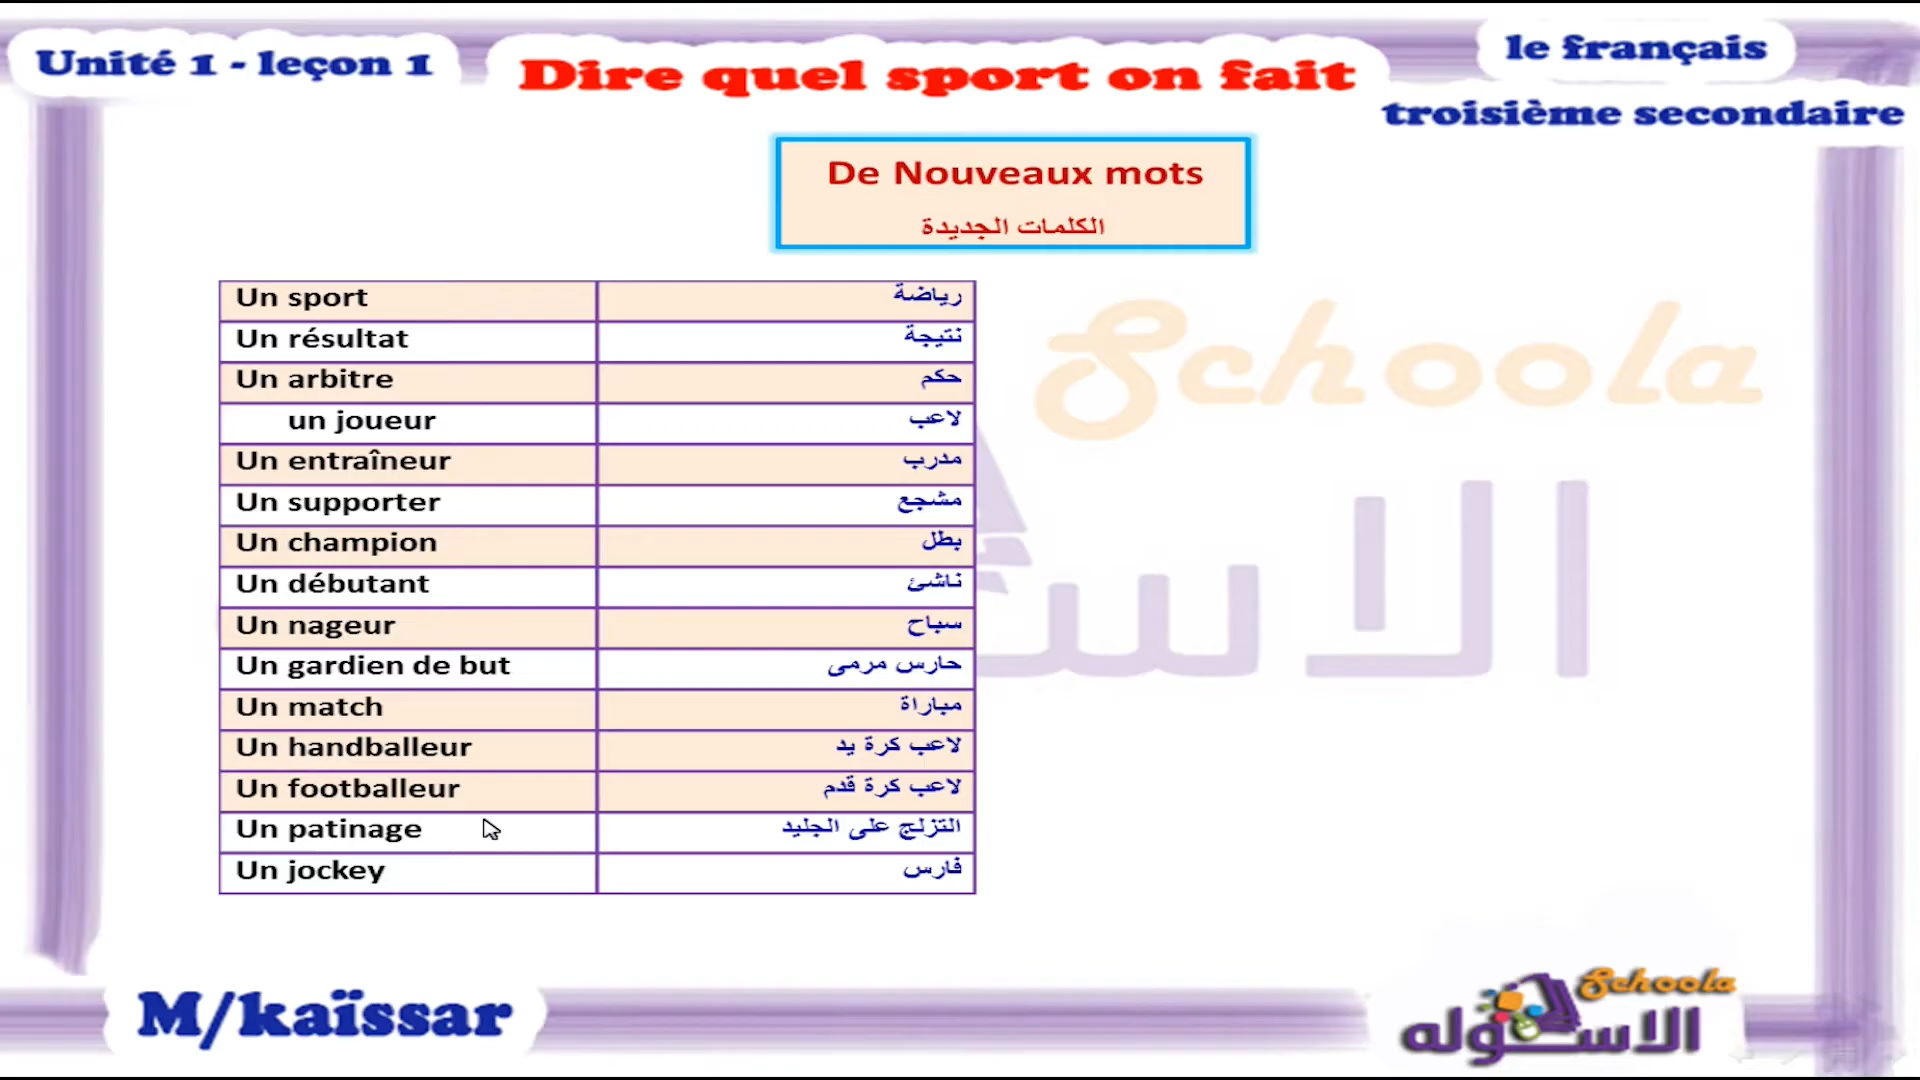 Unité 1 - leçon 1
Dire quel sport on fait
le français
troisième secondaire
De Nouveaux mots
الكلمات الجديدة
Un sport رياضة
Un résultat نتيجة
Un arbitre حكم
un joueur لاعب
Un entraîneur مدرب
Un supporter مشجع
Un champion بطل
Un débutant ناشئ
Un nageur سباح
Un gardien de but حارس مرمى
Un match مباراة
Un handballeur لاعب كرة يد
Un footballeur لاعب كرة قدم
Un patinage التزلج على الجليد
Un jockey فارس
Schoola
M/kaïssar
Schoola
الاسكوله